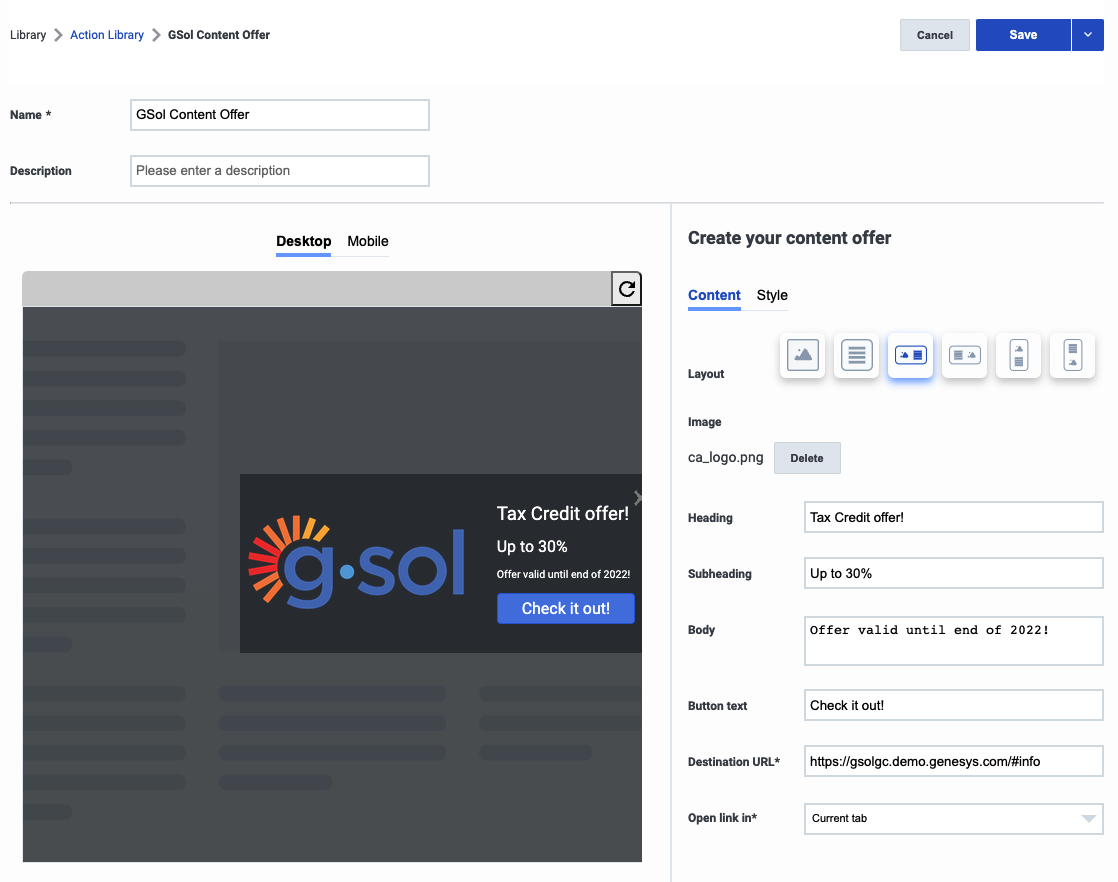 Library > Action Library > GSol Content Offer
Cancel
Save
Name *
GSol Content Offer
Description
Please enter a description
Desktop
Mobile
g•sol
Tax Credit offer!
Up to 30%
Offer valid until end of 2022!
Check it out!
Create your content offer
Content
Style
Layout
Image
ca_logo.png
Delete
Heading
Tax Credit offer!
Subheading
Up to 30%
Body
Offer valid until end of 2022!
Button text
Check it out!
Destination URL*
https://gsolgc.demo.genesys.com/#info
Open link in*
Current tab